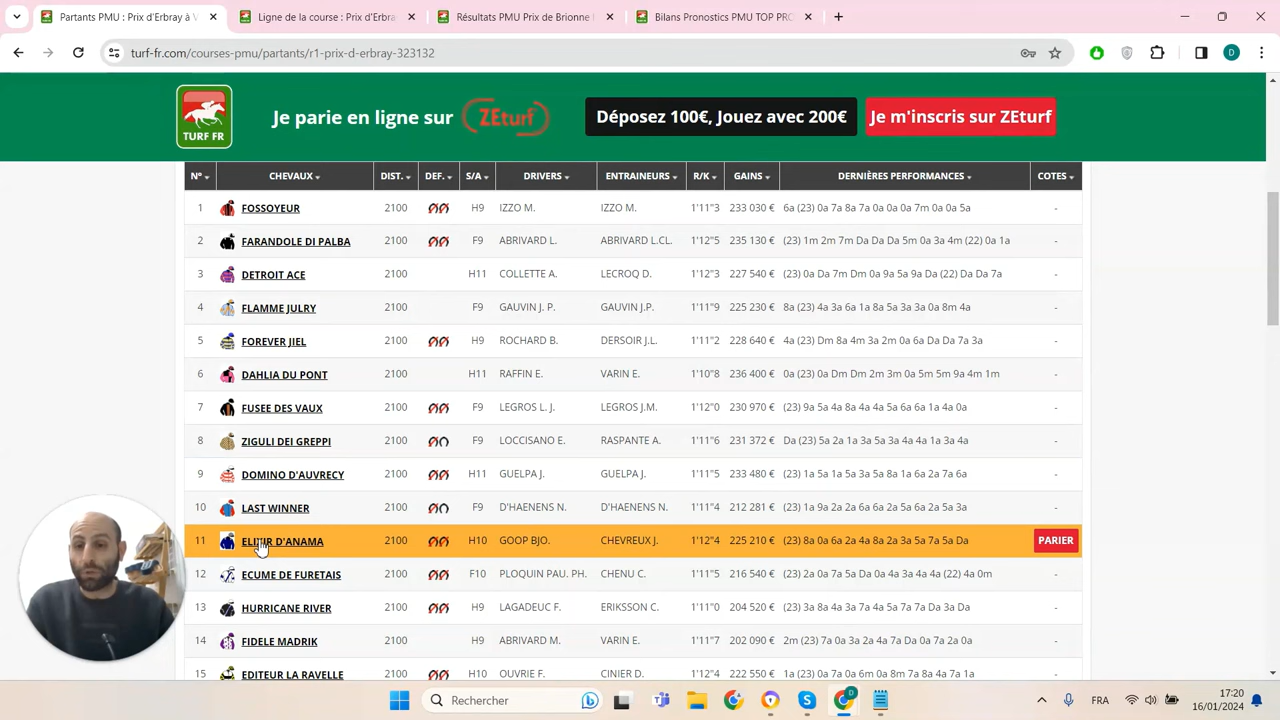 Partants PMU : Prix d'Erbray à V
Ligne de la course : Prix d'Erbra
Résultats PMU Prix de Brionne l
Bilans Pronostics PMU TOP PRO
turf-fr.com/courses-pmu/partants/r1-prix-d-erbray-323132
D
TURF FR
Je parie en ligne sur ZEturf
Déposez 100€, Jouez avec 200€
Je m'inscris sur ZEturf
N° CHEVAUX DIST. DEF. S/A DRIVERS ENTRAINEURS R/K GAINS DERNIÈRES PERFORMANCES COTES
1 FOSSOYEUR 2100 H9 IZZO M. IZZO M. 1'11"3 233 030 € 6a (23) 0a 7a 8a 7a 0a 0a 0a 7m 0a 0a 5a -
2 FARANDOLE DI PALBA 2100 F9 ABRIVARD L. ABRIVARD L.CL. 1'12"5 235 130 € (23) 1m 2m 7m Da Da Da 5m 0a 3a 4m (22) 0a 1a -
3 DETROIT ACE 2100 H11 COLLETTE A. LECROQ D. 1'12"3 227 540 € (23) 0a Da 7m Dm 0a 9a 5a 9a Da (22) Da Da 7a -
4 FLAMME JULRY 2100 F9 GAUVIN J. P. GAUVIN J.P. 1'11"9 225 030 € 8a (23) 4a 3a 6a 1a 8a 5a 3a 3a 0a 8m 4a -
5 FOREVER JIEL 2100 H9 ROCHARD B. DERSOIR J.L. 1'11"2 228 640 € 4a (23) Dm 8a 4m 3a 2m 0a 6a Da Da 7a 3a -
6 DAHLIA DU PONT 2100 H11 RAFFIN E. VARIN E. 1'10"8 236 400 € 0a (23) 0a Dm Dm 2m 3m 0a 5m 5m 9a 4m 1m -
7 FUSEE DES VAUX 2100 F9 LEGROS L. J. LEGROS J.M. 1'12"0 230 970 € (23) 9a 5a 4a 8a 4a 4a 5a 6a 6a 1a 4a 0a -
8 ZIGULI DEI GREPPI 2100 F9 LOCCISANO E. RASPANTE A. 1'11"6 231 372 € Da (23) 5a 2a 1a 3a 5a 3a 4a 4a 1a 3a 4a -
9 DOMINO D'AUVRECY 2100 H11 GUELPA J. GUELPA J. 1'11"5 233 480 € (23) 1a 5a 1a 5a 3a 5a 8a 1a 6a 2a 7a 6a -
10 LAST WINNER 2100 F9 D'HAENENS N. D'HAENENS N. 1'11"4 212 281 € (23) 1a 9a 2a 2a 6a 6a 2a 5a 2a 6a 5a 0a -
11 ELIXIR D'ANAMA 2100 H10 GOOP BJO. CHEVREUX J. 1'12"4 225 210 € (23) 8a 0a 6a 2a 4a 8a 2a 3a 5a 7a 5a Da PARIER
12 ECUME DE FURETAIS 2100 F10 PLOQUIN PAU. PH. CHENU C. 1'11"5 216 540 € (23) 2a 0a 7a 5a Da 0a 4a 3a 4a 4a (22) 4a 0m -
13 HURRICANE RIVER 2100 H9 LAGADEUC F. ERIKSSON C. 1'11"0 204 520 € (23) 3a 8a 4a 3a 7a 4a 5a 7a 7a Da 3a Da -
14 FIDELE MADRIK 2100 H9 ABRIVARD M. VARIN E. 1'11"7 202 090 € 2m (23) 7a 0a 3a 2a 4a 7a Da 0a 7a 2a 0a -
15 EDITEUR LA RAVELLE 2100 H10 OUVRIE F. CINIER D. 1'12"4 222 550 € 1a (23) 0a 7a 0a 6m 0a 8a 7m 8a 7a 5a 1a -
Rechercher
FRA
17:20
16/01/2024